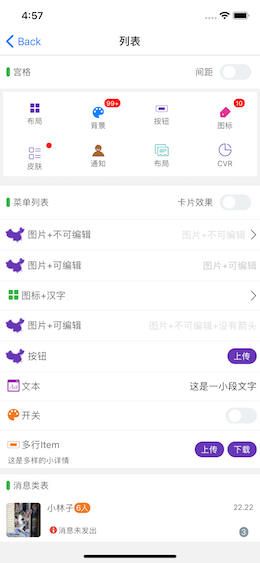 4:57
Back 列表
宫格 间距
布局 99+ 背景 按钮 10 图标
皮肤 通知 布局 CVR
菜单列表 卡片效果
图片+不可编辑 图片+不可编辑
图片+可编辑 图片+可编辑
图标+汉字
图片+可编辑 图片+不可编辑+没有箭头
按钮 上传
Aa 文本 这是一小段文字
开关
多行Item 上传 下载
这是多样的小详情
消息类表
小林子 6人 22.22
消息未发出 3